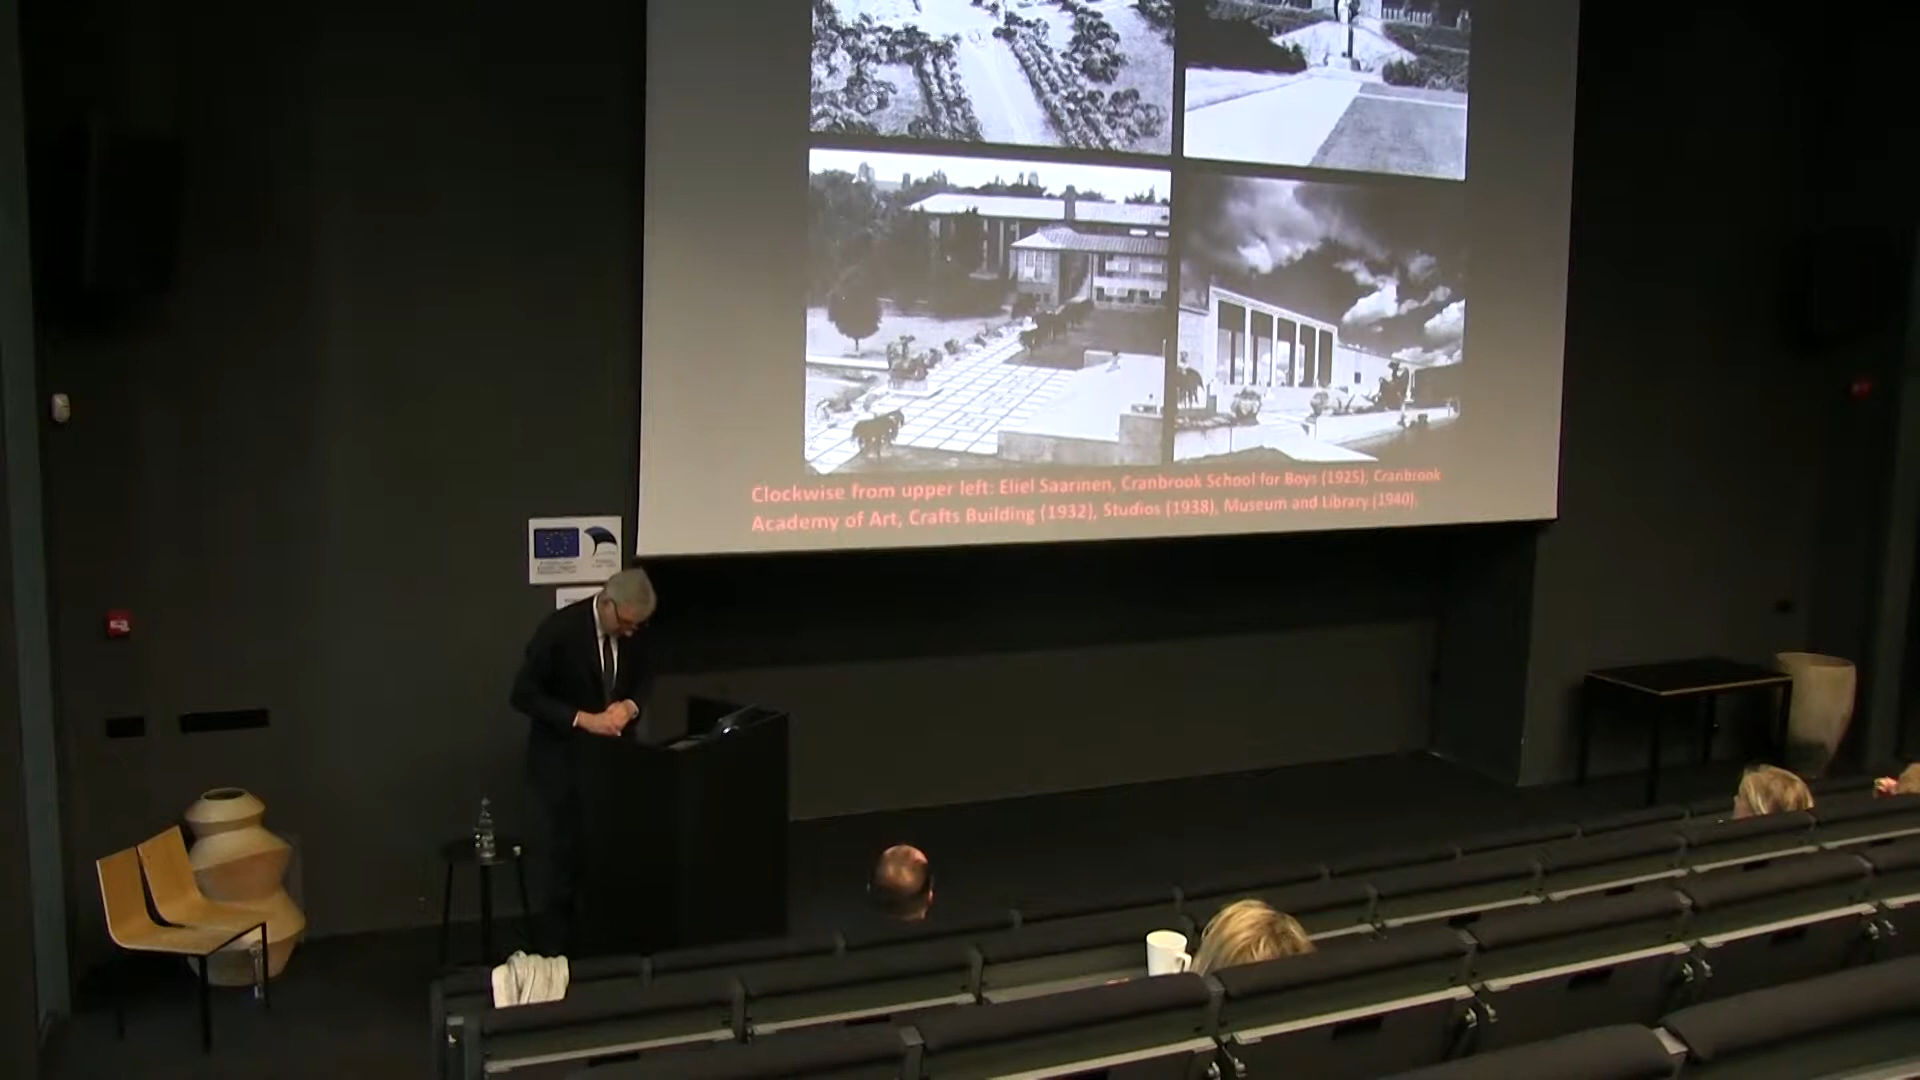 Clockwise from upper left: Eliel Saarinen, Cranbrook School for Boys (1925); Cranbrook
Academy of Art, Crafts Building (1932), Studios (1938), Museum and Library (1940).